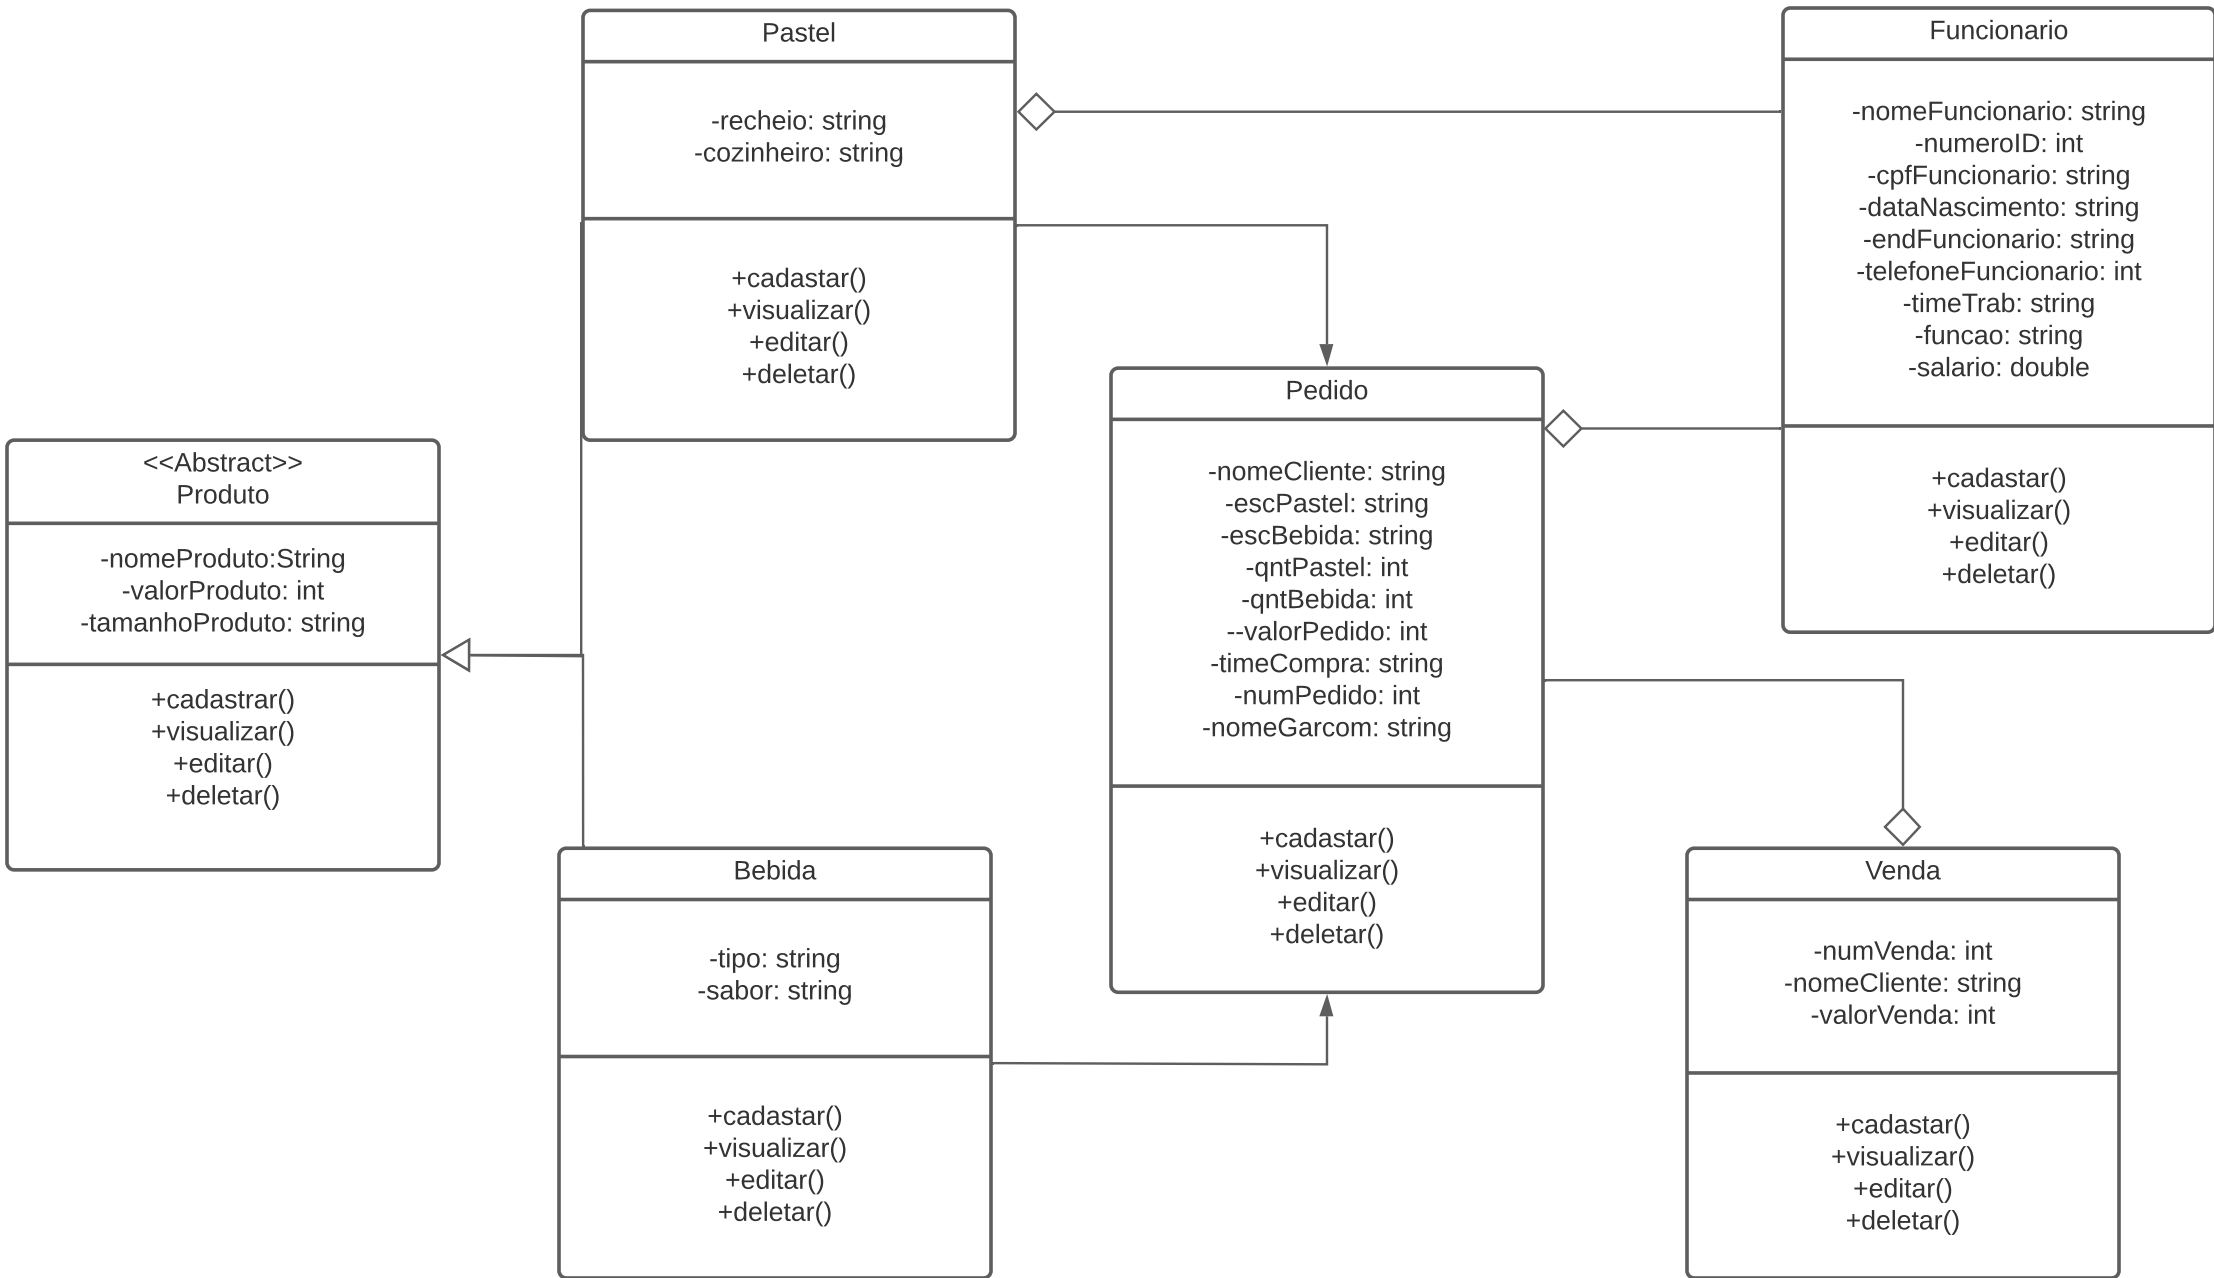 Pastel
-recheio: string
-cozinheiro: string
+cadastar()
+visualizar()
+editar()
+deletar()
Funcionario
-nomeFuncionario: string
-numeroID: int
-cpfFuncionario: string
-dataNascimento: string
-endFuncionario: string
-telefoneFuncionario: int
-timeTrab: string
-funcao: string
-salario: double
+cadastar()
+visualizar()
+editar()
+deletar()
<<Abstract>>
Produto
-nomeProduto:String
-valorProduto: int
-tamanhoProduto: string
+cadastrar()
+visualizar()
+editar()
+deletar()
Pedido
-nomeCliente: string
-escPastel: string
-escBebida: string
-qntPastel: int
-qntBebida: int
--valorPedido: int
-timeCompra: string
-numPedido: int
-nomeGarcom: string
+cadastar()
+visualizar()
+editar()
+deletar()
Bebida
-tipo: string
-sabor: string
+cadastar()
+visualizar()
+editar()
+deletar()
Venda
-numVenda: int
-nomeCliente: string
-valorVenda: int
+cadastar()
+visualizar()
+editar()
+deletar()